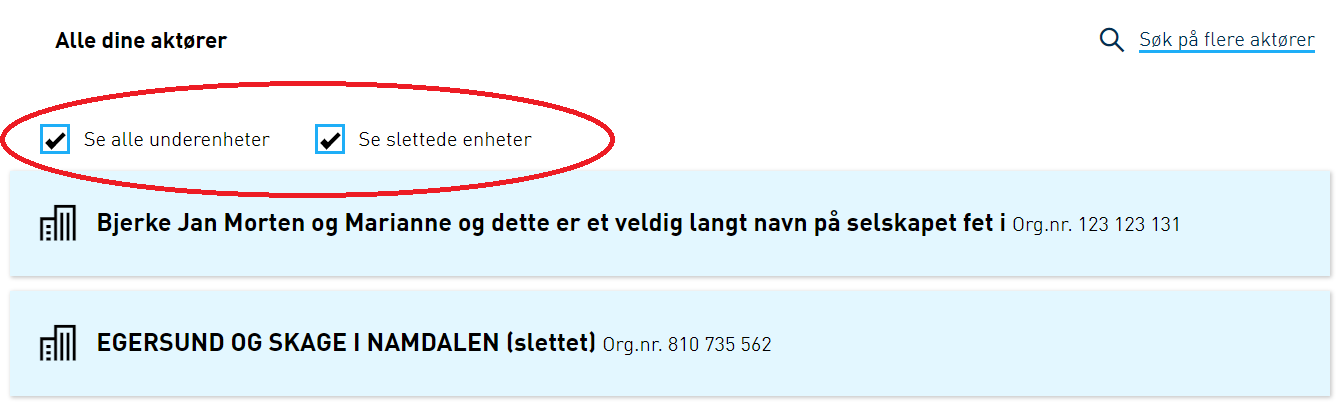 Alle dine aktører
Søk på flere aktører
Se alle underenheter Se slettede enheter
Bjerke Jan Morten og Marianne og dette er et veldig langt navn på selskapet fet i Org.nr. 123 123 131
EGERSUND OG SKAGE I NAMDALEN (slettet) Org.nr. 810 735 562